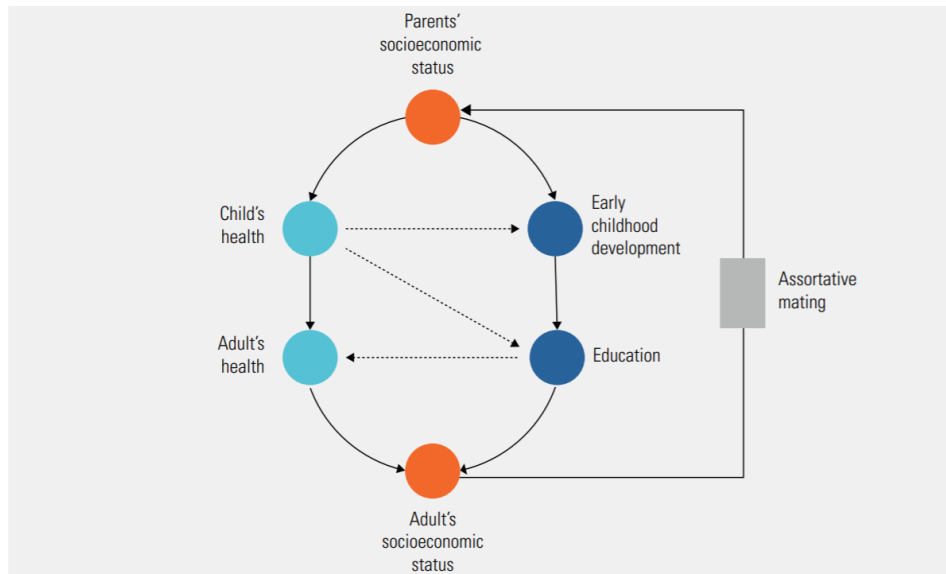 Parents'
socioeconomic
status
Child's
health
Early
childhood
development
Assortative
mating
Adult's
health
Education
Adult's
socioeconomic
status